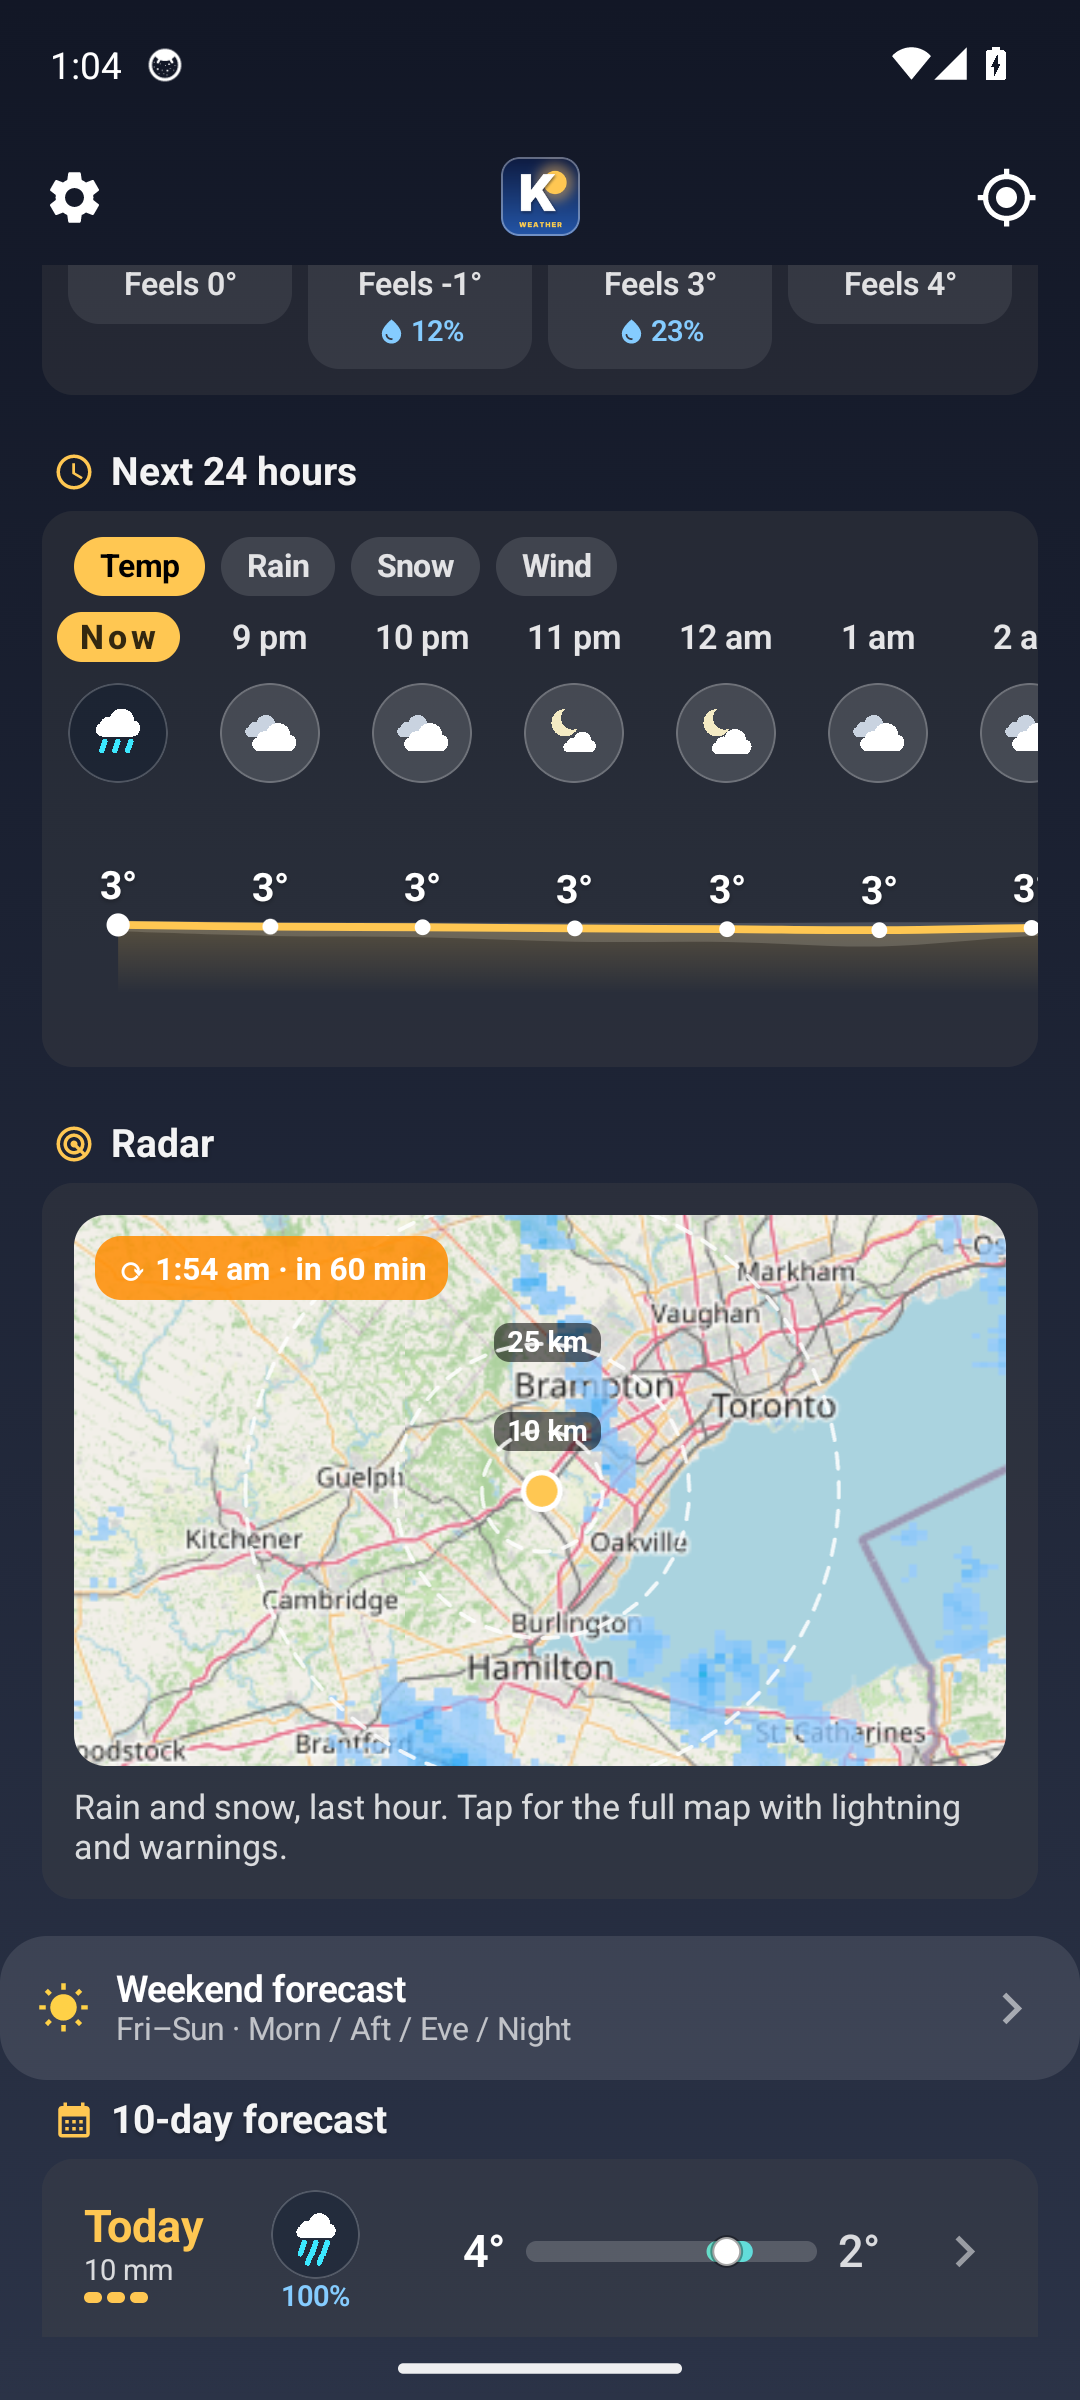 1:04
K
WEATHER
Feels 0°
Feels -1°
Feels 3°
Feels 4°
12%
23%
Next 24 hours
Temp
Rain
Snow
Wind
Now
9 pm
10 pm
11 pm
12 am
1 am
2 a
3°
3°
3°
3°
3°
3°
3°
Radar
1:54 am · in 60 min
Os
Markham
Vaughan
25 km
Brampton
Toronto
10 km
Guelph
Kitchener
Oakville
Cambridge
Burlington
Hamilton
St. Catharines
Brantford
oodstock
Rain and snow, last hour. Tap for the full map with lightning
and warnings.
Weekend forecast
Fri–Sun · Morn / Aft / Eve / Night
10-day forecast
Today
10 mm
100%
4°
2°